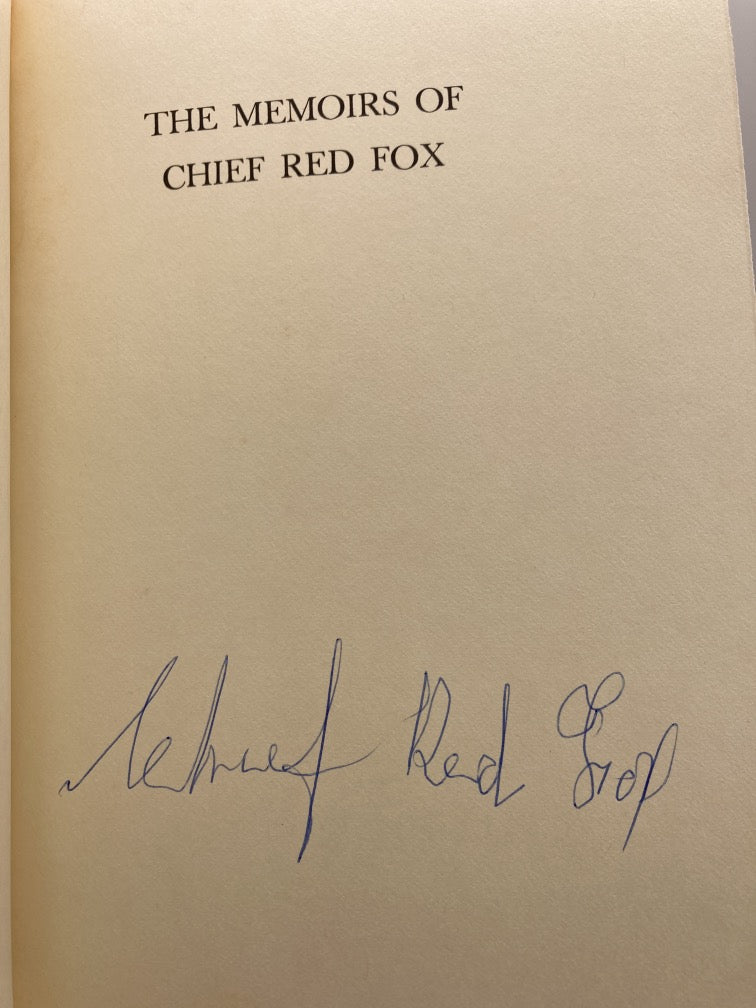 THE MEMOIRS OF
CHIEF RED FOX
Chief Red Fox